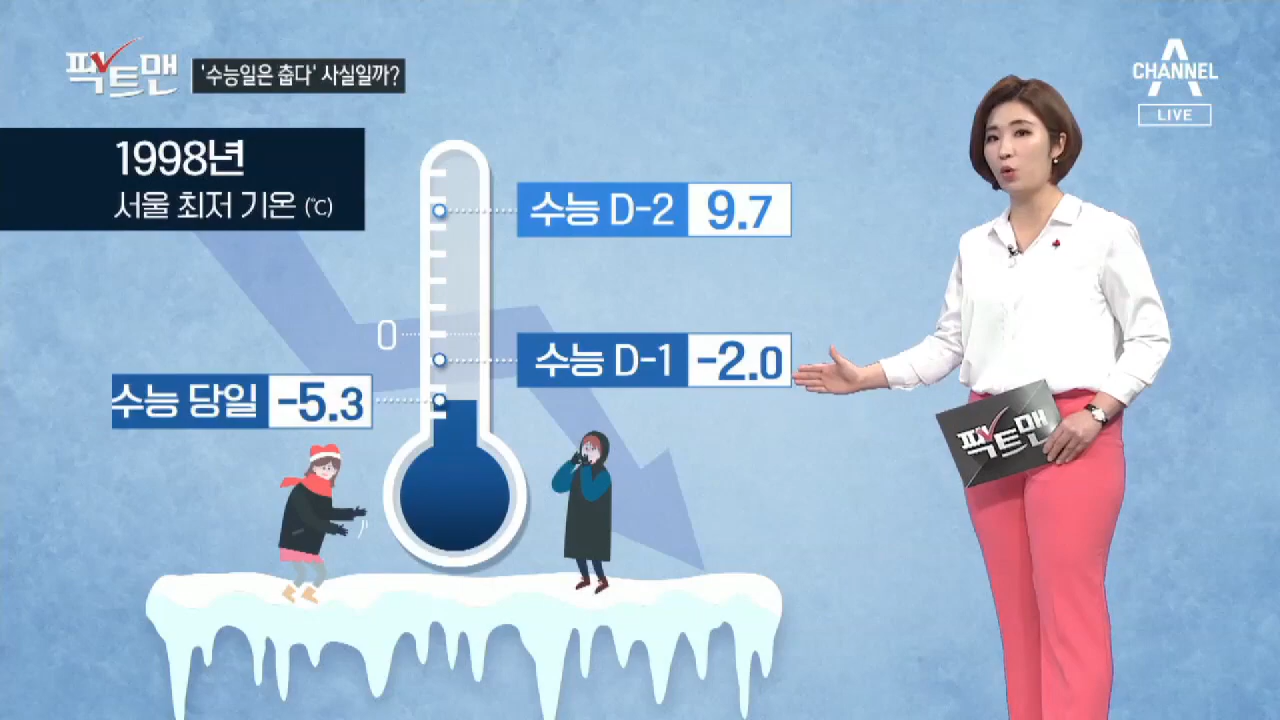 팩트맨
'수능일은 춥다' 사실일까?
CHANNEL A
LIVE
1998년
서울 최저 기온 (℃)
수능 D-2 9.7
0
수능 D-1 -2.0
수능 당일 -5.3
팩트맨